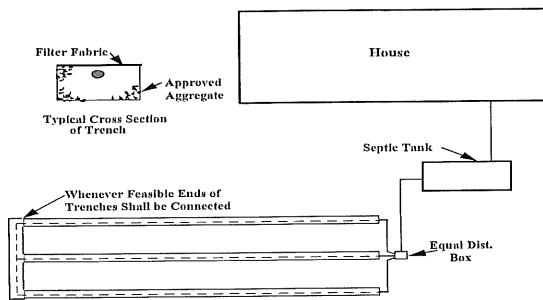 House
Filter Fabric
Approved
Aggregate
Typical Cross Section
of Trench
Septic Tank
Whenever Feasible Ends of
Trenches Shall be Connected
Equal Dist.
Box